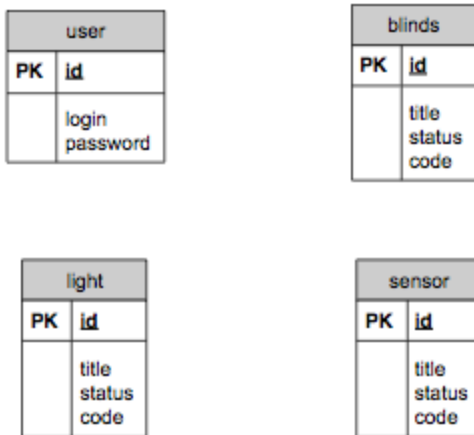 user
PK id
login
password
blinds
PK id
title
status
code
light
PK id
title
status
code
sensor
PK id
title
status
code